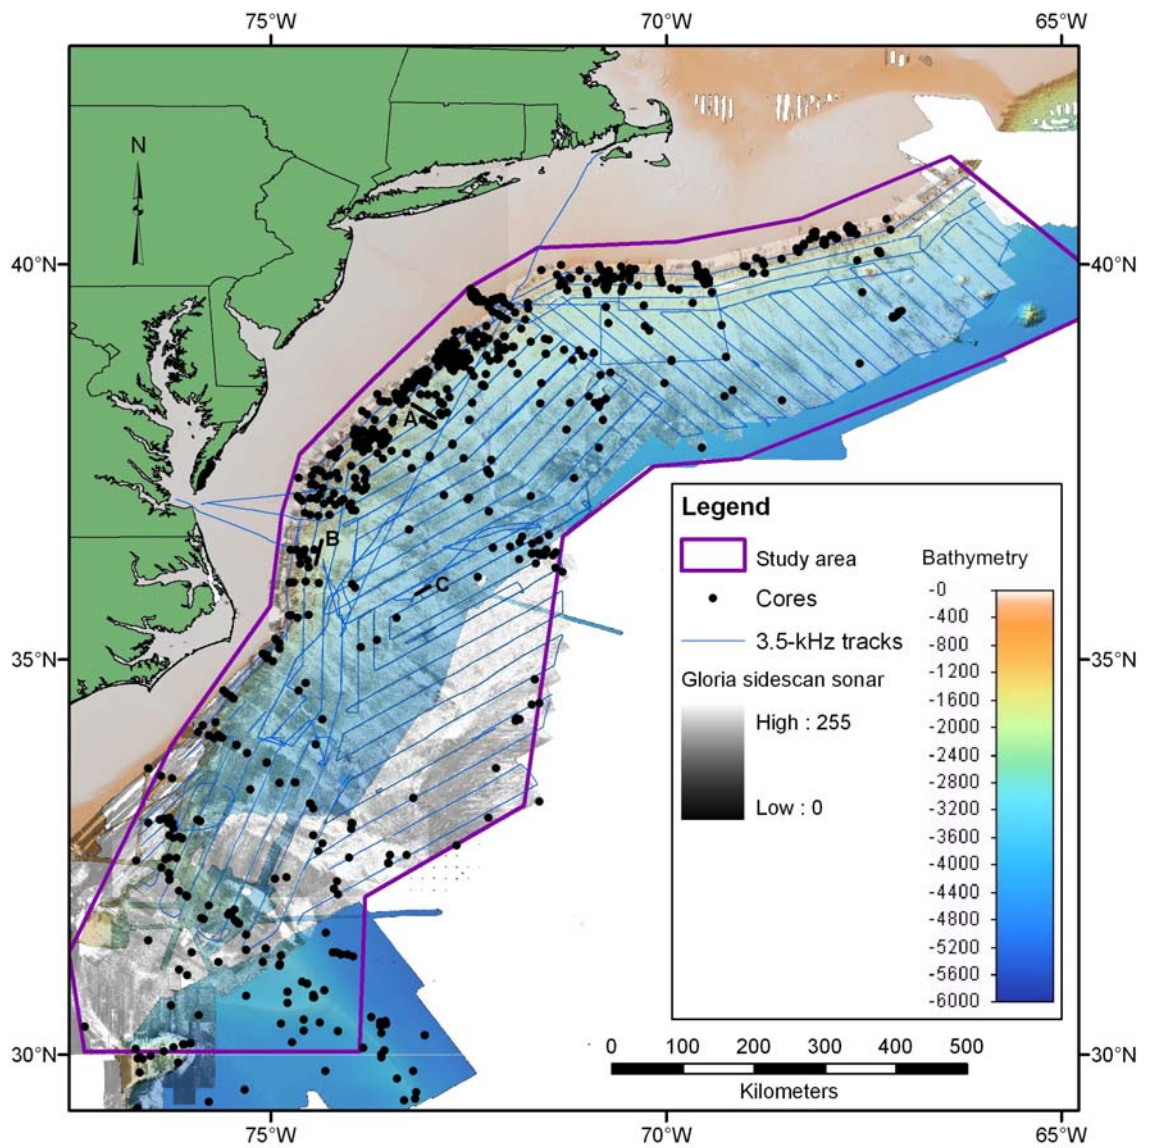 75°W
70°W
65°W
N
40°N
40°N
A
B
C
35°N
35°N
30°N
30°N
Legend
Study area
Cores
3.5-kHz tracks
Gloria sidescan sonar
High : 255
Low : 0
Bathymetry
-0
-400
-800
-1200
-1600
-2000
-2400
-2800
-3200
-3600
-4000
-4400
-4800
-5200
-5600
-6000
0 100 200 300 400 500
Kilometers
75°W
70°W
65°W